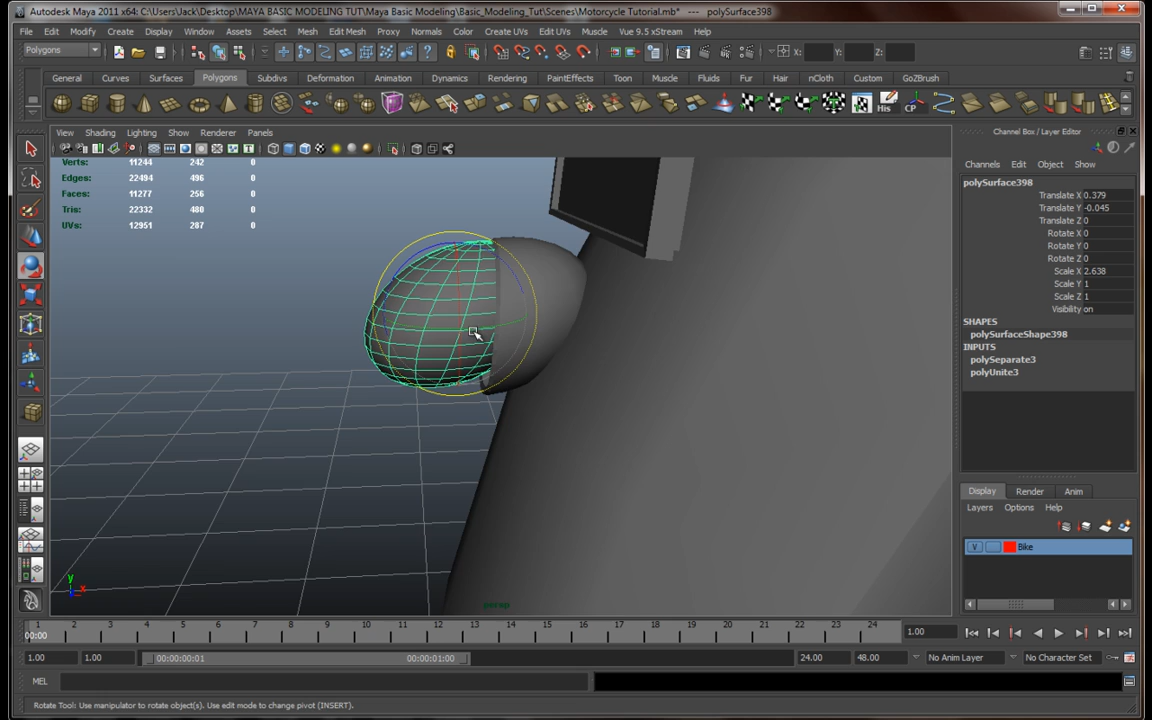 Autodesk Maya 2011 x64: C:\Users\Jack\Desktop\MAYA BASIC MODELING TUT\Maya Basic Modeling\Basic_Modeling_Tut\Scenes\Motorcycle Tutorial.mb* --- polySurface398
File Edit Modify Create Display Window Assets Select Mesh Edit Mesh Proxy Normals Color Create UVs Edit UVs Muscle Vue 9.5 xStream Help
Polygons X: Y: Z:
General Curves Surfaces Polygons Subdivs Deformation Animation Dynamics Rendering PaintEffects Toon Muscle Fluids Fur Hair nCloth Custom GoZBrush
His CP
View Shading Lighting Show Renderer Panels
Verts: 11244 242 0
Edges: 22494 496 0
Faces: 11277 256 0
Tris: 22332 480 0
UVs: 12951 287 0
y
x
persp
Channel Box / Layer Editor
Channels Edit Object Show
polySurface398
Translate X 0.379
Translate Y -0.045
Translate Z 0
Rotate X 0
Rotate Y 0
Rotate Z 0
Scale X 2.638
Scale Y 1
Scale Z 1
Visibility on
SHAPES
polySurfaceShape398
INPUTS
polySeparate3
polyUnite3
Display Render Anim
Layers Options Help
V Bike
1 2 3 4 5 6 7 8 9 10 11 12 13 14 15 16 17 18 19 20 21 22 23 24
00:00 1.00
1.00 1.00 00:00:00:01 00:00:01:00 24.00 48.00 No Anim Layer No Character Set
MEL
Rotate Tool: Use manipulator to rotate object(s). Use edit mode to change pivot (INSERT).